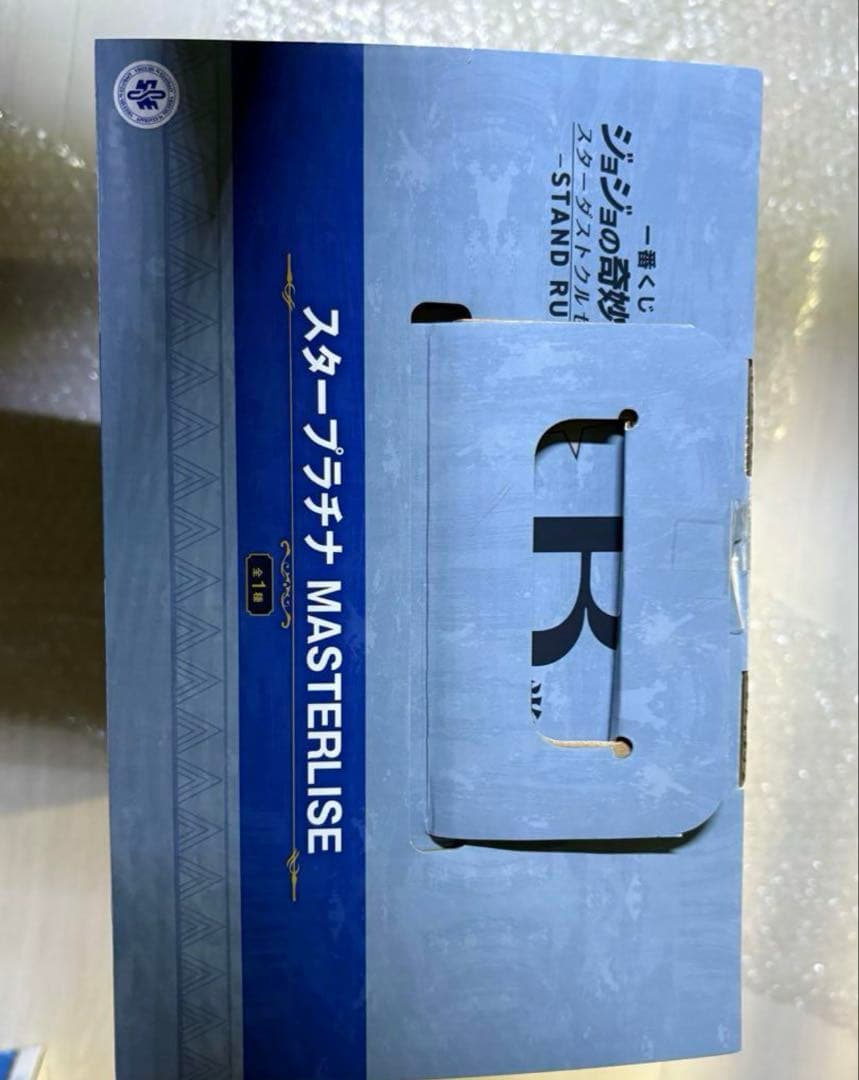 一番くじ
ジョジョの奇妙
スターダストクルセ
-STAND RU
R
スタープラチナ MASTERLISE
全1種